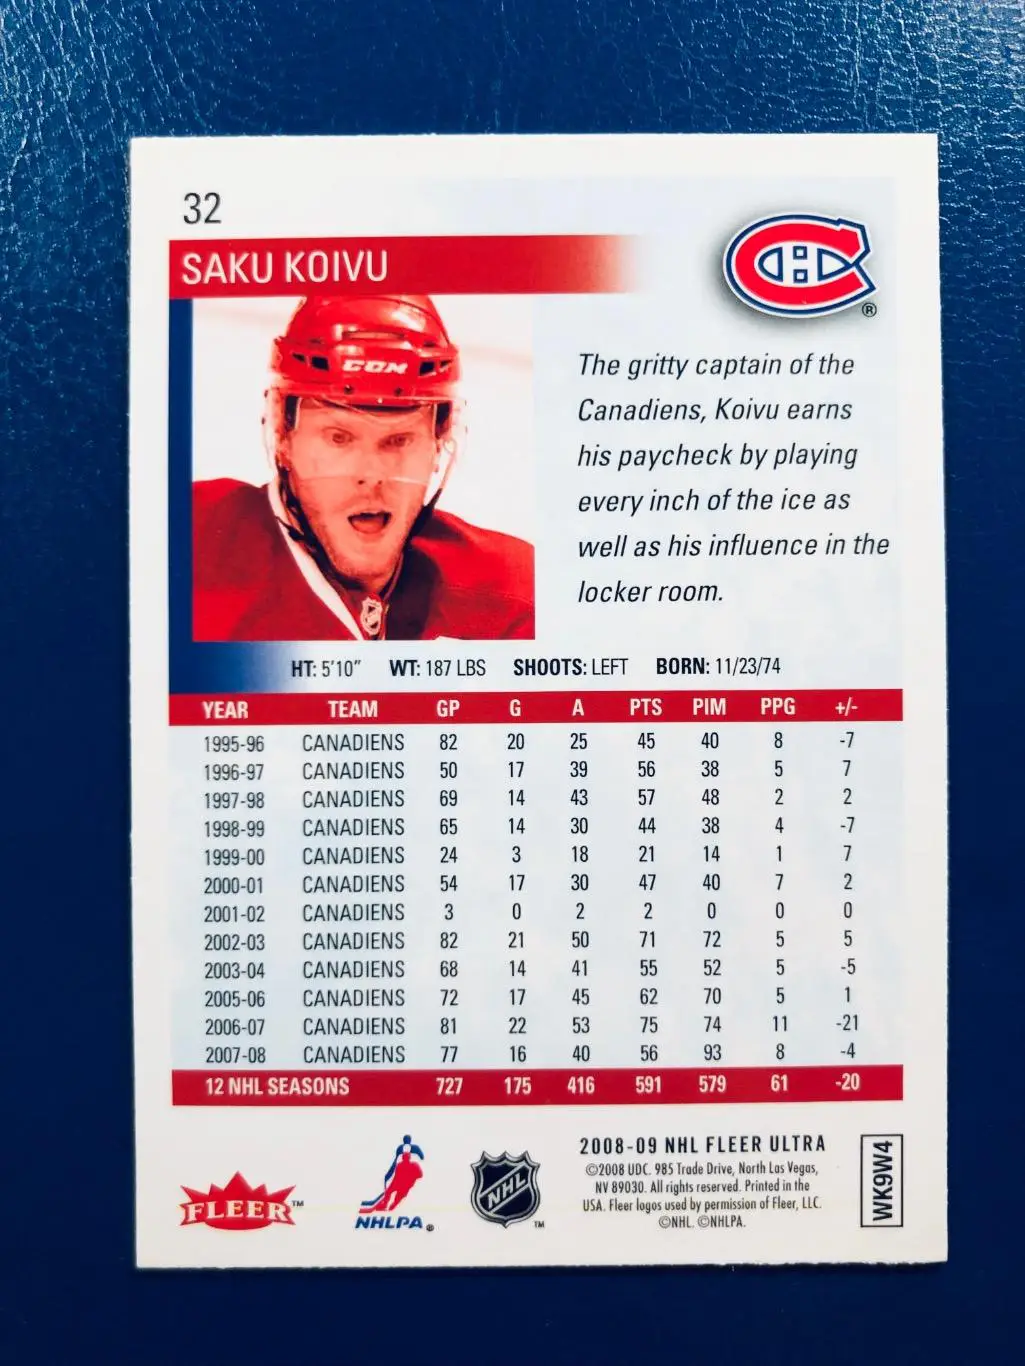 32
SAKU KOIVU
CCM
The gritty captain of the
Canadiens, Koivu earns
his paycheck by playing
every inch of the ice as
well as his influence in the
locker room.
HT: 5'10" WT: 187 LBS SHOOTS: LEFT BORN: 11/23/74
YEAR TEAM GP G A PTS PIM PPG +/-
1995-96 CANADIENS 82 20 25 45 40 8 -7
1996-97 CANADIENS 50 17 39 56 38 5 7
1997-98 CANADIENS 69 14 43 57 48 2 2
1998-99 CANADIENS 65 14 30 44 38 4 -7
1999-00 CANADIENS 24 3 18 21 14 1 7
2000-01 CANADIENS 54 17 30 47 40 7 2
2001-02 CANADIENS 3 0 2 2 0 0 0
2002-03 CANADIENS 82 21 50 71 72 5 5
2003-04 CANADIENS 68 14 41 55 52 5 -5
2005-06 CANADIENS 72 17 45 62 70 5 1
2006-07 CANADIENS 81 22 53 75 74 11 -21
2007-08 CANADIENS 77 16 40 56 93 8 -4
12 NHL SEASONS 727 175 416 591 579 61 -20
FLEER™
NHLPA®
NHL™
2008-09 NHL FLEER ULTRA
©2008 UDC. 985 Trade Drive, North Las Vegas,
NV 89030. All rights reserved. Printed in the
USA. Fleer logos used by permission of Fleer, LLC.
©NHL. ©NHLPA.
WK9W4